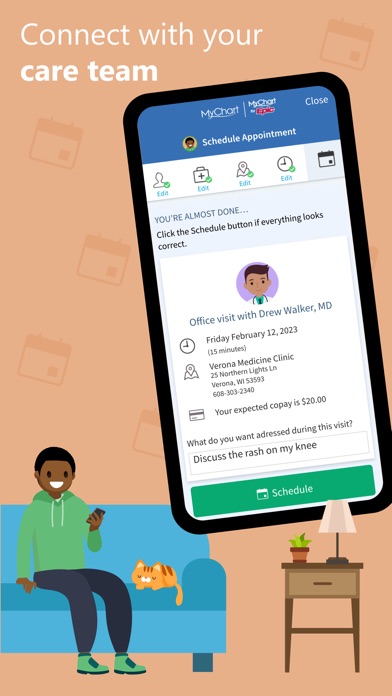 Connect with your
care team
MyChart MyChart
by Epic
Close
Schedule Appointment
Edit Edit Edit Edit
YOU'RE ALMOST DONE...
Click the Schedule button if everything looks
correct.
Office visit with Drew Walker, MD
Friday February 12, 2023
(15 minutes)
Verona Medicine Clinic
25 Northern Lights Ln
Verona, WI 53593
608-303-2340
Your expected copay is $20.00
What do you want adressed during this visit?
Discuss the rash on my knee
Schedule